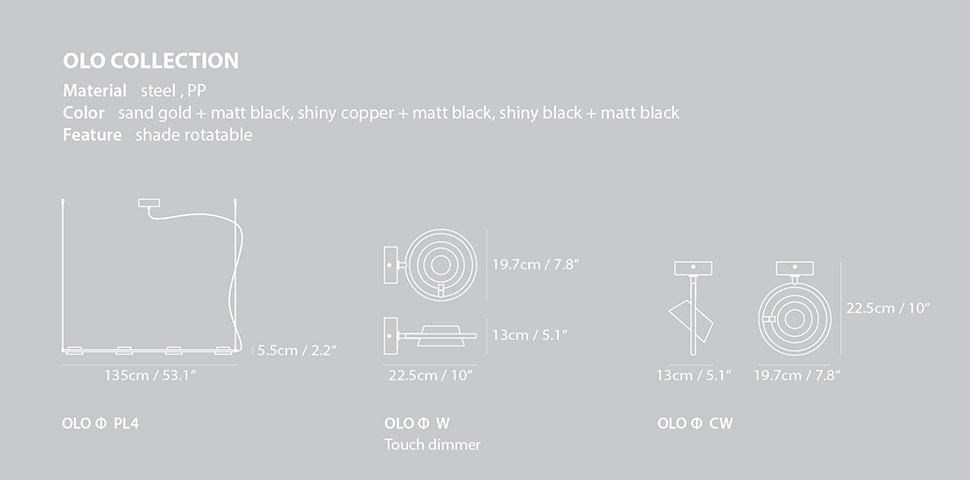 OLO COLLECTION
Material steel , PP
Color sand gold + matt black, shiny copper + matt black, shiny black + matt black
Feature shade rotatable
5.5cm / 2.2”
135cm / 53.1”
OLO Φ PL4
19.7cm / 7.8”
13cm / 5.1”
22.5cm / 10”
OLO Φ W
Touch dimmer
22.5cm / 10”
13cm / 5.1”
19.7cm / 7.8”
OLO Φ CW